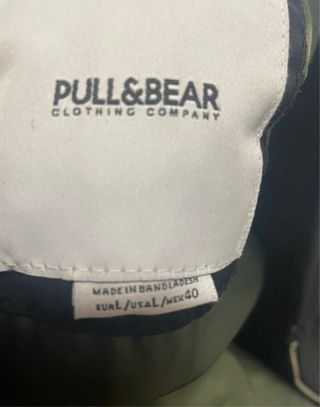 PULL&BEAR
CLOTHING COMPANY
MADE IN BANGLADESH
EUR L/USA L/MEX 40